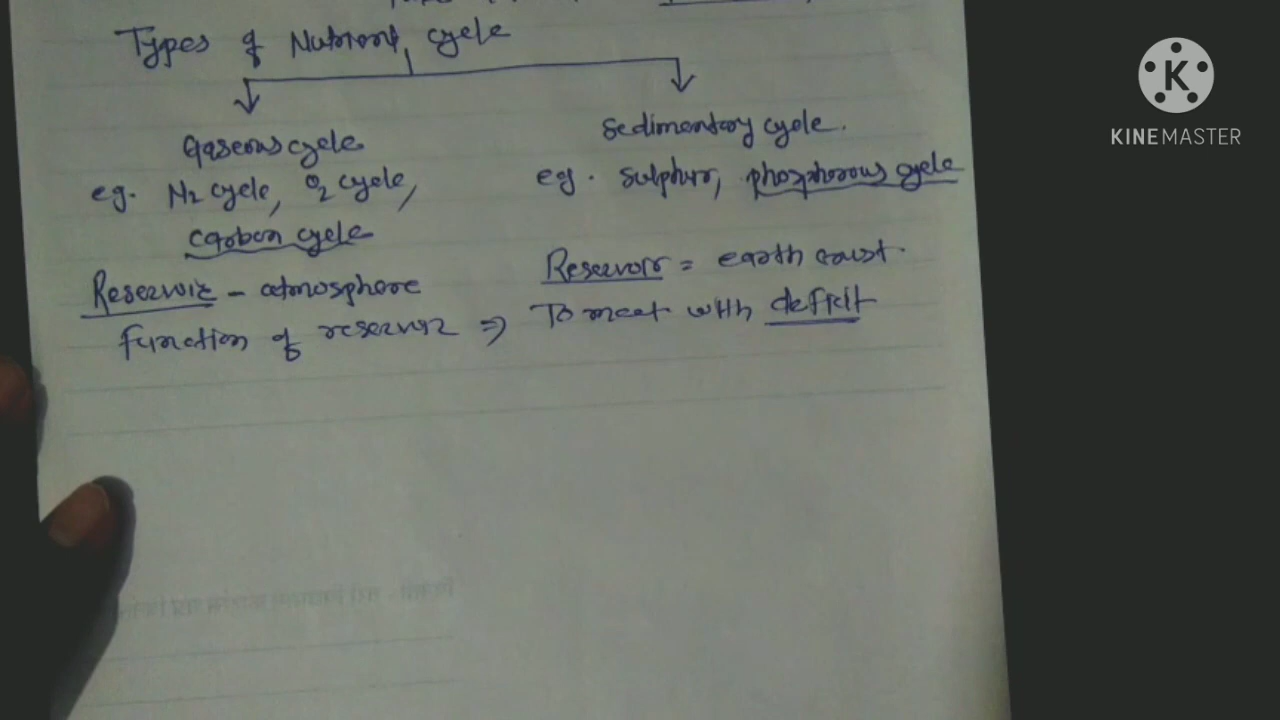 Types of Nutrient cycle
Gaseous cycle
eg. N2 cycle, O2 cycle,
carbon cycle
Reservoir - atmosphere
sedimentary cycle.
eg. sulphur, phosphorous cycle
Reservoir = earth crust.
function of reservoir => To meet with deficit
K
KINEMASTER